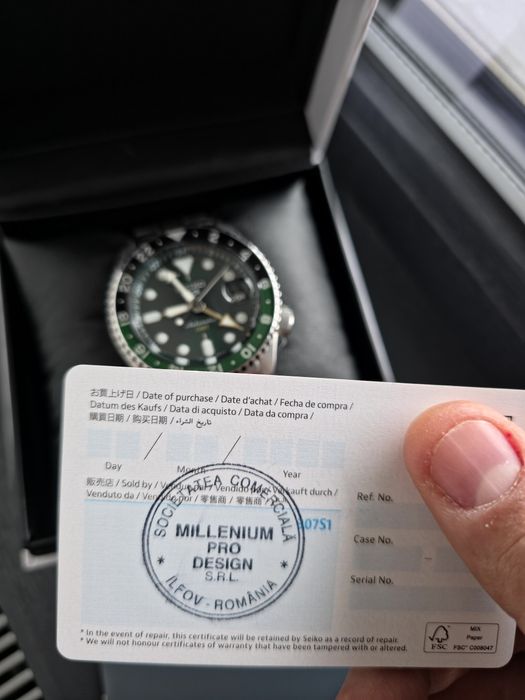 お買上げ日 / Date of purchase / Date d'achat / Fecha de compra /
Datum des Kaufs / Data di acquisto / Data da compra /
購買日期 / 购买日期 / تاريخ الشراء
Day / Month / Year
販売店 / Sold by / Vendu par / Vendido por / Verkauft durch /
Venduto da / Vendido por / 零售商 / 零售商 /
Ref. No.
Case No.
Serial No.
807S1
SOCIETATEA COMERCIALĂ
MILLENIUM
PRO
DESIGN
S.R.L.
* ILFOV - ROMÂNIA *
* In the event of repair, this certificate will be retained by Seiko as a record of repair.
* We will not honour certificates of warranty that have been tampered with or altered.
FSC
MIX
Paper
FSC® C008047
22
20
10